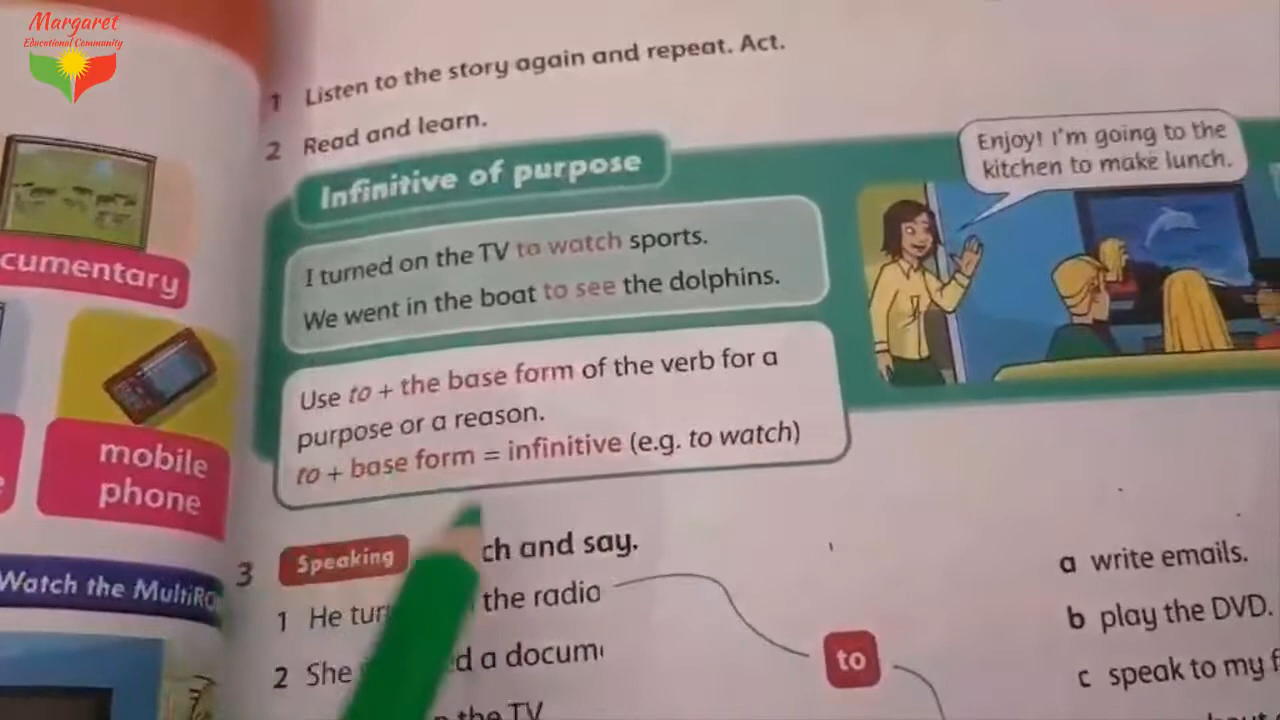 Margaret
Educational Community
1 Listen to the story again and repeat. Act.
2 Read and learn.
Infinitive of purpose
I turned on the TV to watch sports.
We went in the boat to see the dolphins.
Use to + the base form of the verb for a
purpose or a reason.
to + base form = infinitive (e.g. to watch)
Enjoy! I'm going to the
kitchen to make lunch.
cumentary
mobile
phone
Watch the
3 Speaking and say.
1 He the radio
2 She a
the TV
to
a write emails.
b play the DVD.
c speak to my